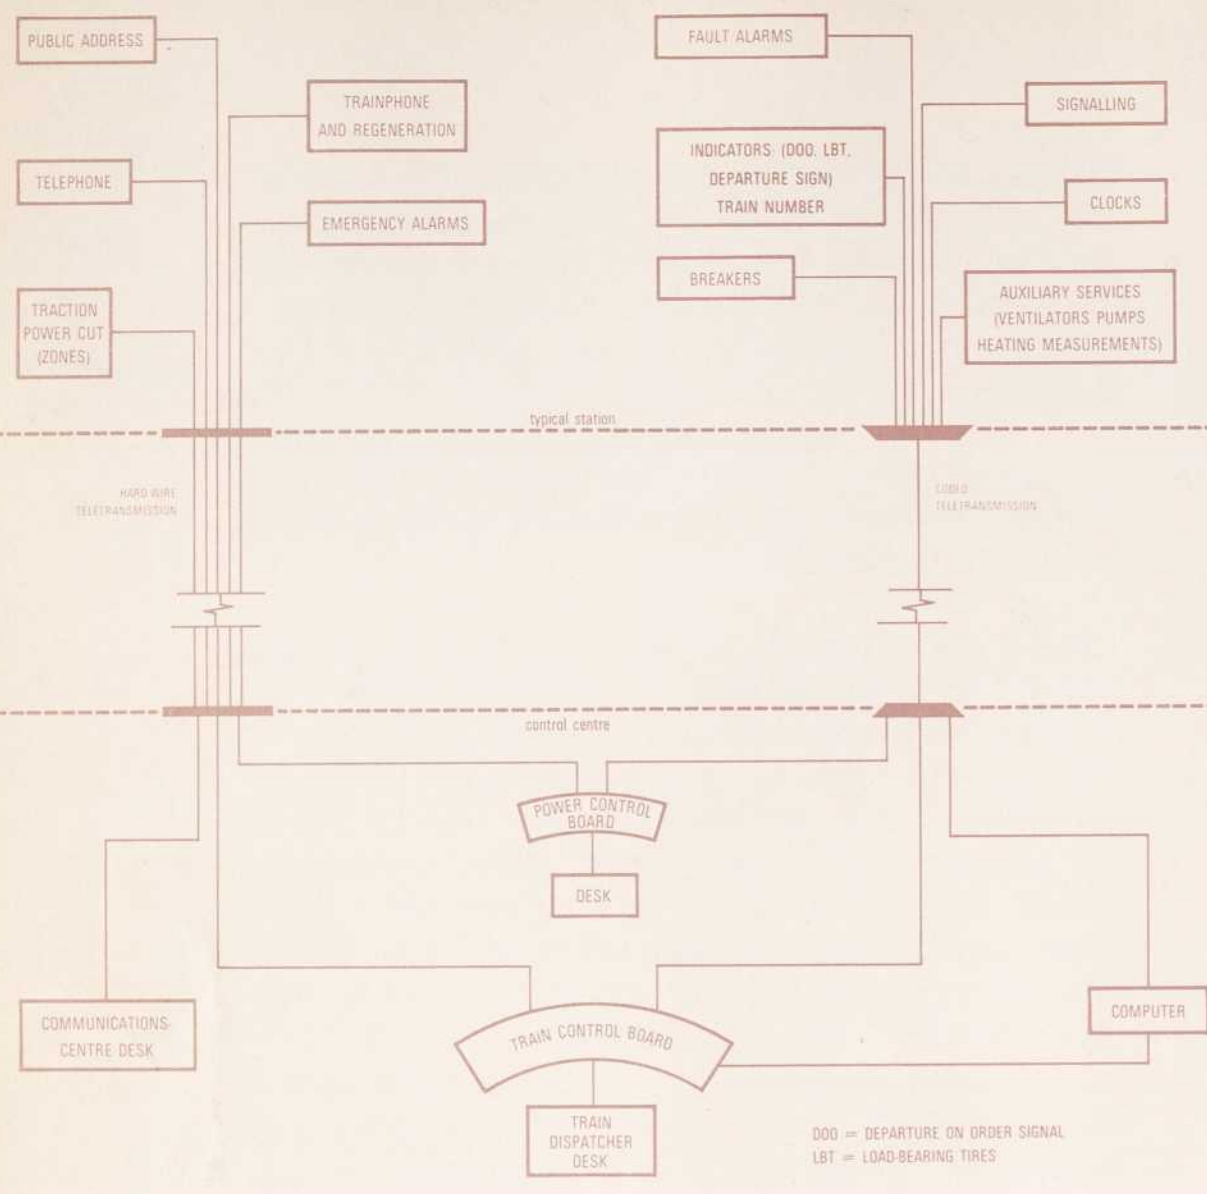 PUBLIC ADDRESS
FAULT ALARMS
TRAINPHONE
AND REGENERATION
SIGNALLING
INDICATORS: (DOO, LBT,
DEPARTURE SIGN)
TRAIN NUMBER
TELEPHONE
CLOCKS
EMERGENCY ALARMS
BREAKERS
TRACTION
POWER CUT
(ZONES)
AUXILIARY SERVICES
(VENTILATORS PUMPS
HEATING MEASUREMENTS)
typical station
HARD-WIRE
TELETRANSMISSION
CODED
TELETRANSMISSION
control centre
POWER CONTROL
BOARD
DESK
COMMUNICATIONS
CENTRE DESK
TRAIN CONTROL BOARD
COMPUTER
TRAIN
DISPATCHER
DESK
DOO = DEPARTURE ON ORDER SIGNAL
LBT = LOAD-BEARING TIRES